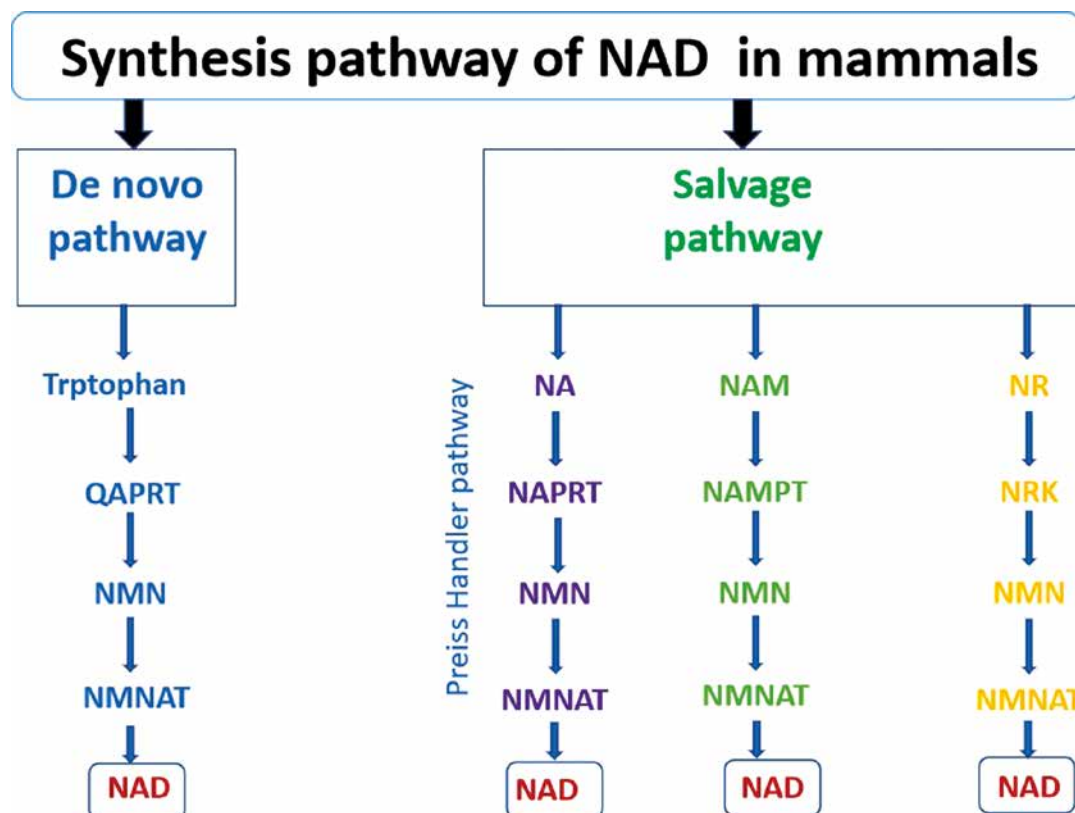 Synthesis pathway of NAD in mammals
De novo
pathway
Salvage
pathway
Trptophan
QAPRT
NMN
NMNAT
NAD
Preiss Handler pathway
NA
NAPRT
NMN
NMNAT
NAD
NAM
NAMPT
NMN
NMNAT
NAD
NR
NRK
NMN
NMNAT
NAD